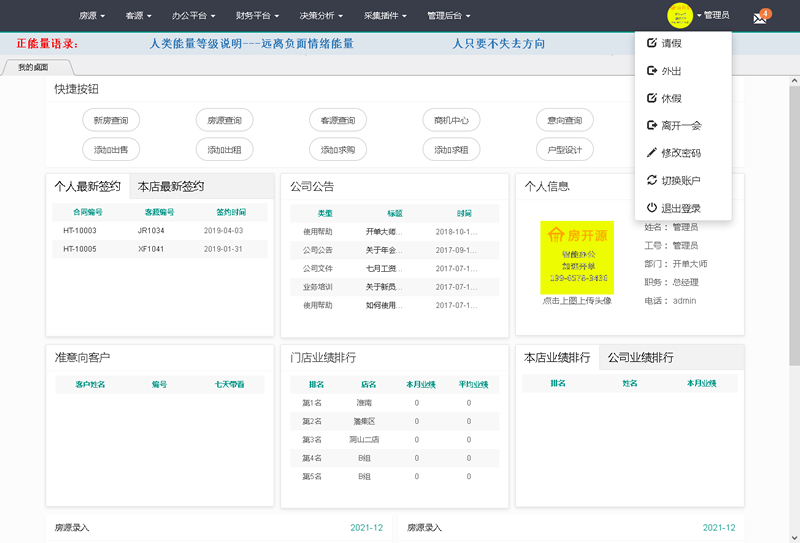 房源 客源 办公平台 财务平台 决策分析 采集插件 管理后台 管理员 4
正能量语录： 人类能量等级说明---远离负面情绪能量 人只要不失去方向
我的桌面
请假
外出
休假
离开一会
修改密码
切换账户
退出登录
快捷按钮
新房查询 房源查询 客源查询 商机中心 意向查询
添加出售 添加出租 添加求购 添加求租 户型设计
个人最新签约 本店最新签约
合同编号 客源编号 签约时间
HT-10003 JR1034 2019-04-03
HT-10005 XF1041 2019-01-31
公司公告
类型 标题 时间
使用帮助 开单大师... 2018-10-1...
公司公告 关于年会... 2017-09-1...
公司文件 七月工资... 2017-07-1...
业务培训 关于新员... 2017-07-1...
使用帮助 如何使用... 2017-07-1...
个人信息
房开源
智能办公
点击上图上传头像
姓名： 管理员
工号： 管理员
部门： 开单大师
职务： 总经理
电话： admin
准意向客户
客户姓名 编号 七天带看
门店业绩排行
排名 店名 本月业绩 平均业绩
第1名 淮南 0 0
第2名 潘集区 0 0
第3名 洞山二店 0 0
第4名 B组 0 0
第5名 B组 0 0
本店业绩排行 公司业绩排行
排名 姓名 本月业绩
房源录入 2021-12 房源录入 2021-12